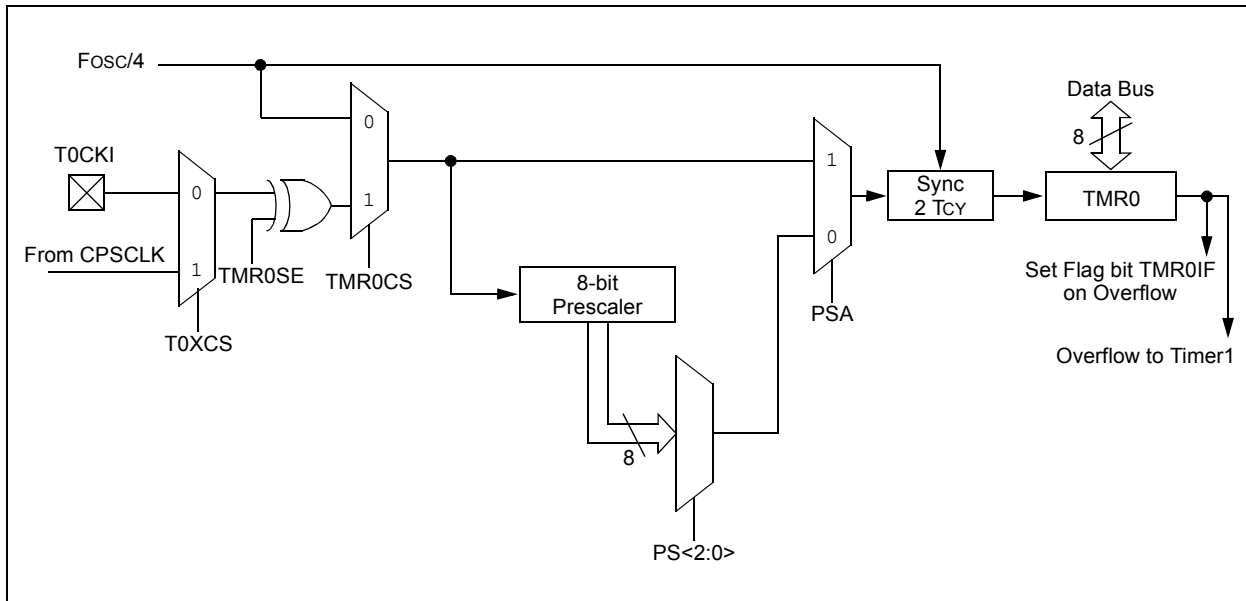 FOSC/4
Data Bus
8
0
T0CKI
1
0
1
Sync
2 TCY
TMR0
0
From CPSCLK
1
TMR0SE
TMR0CS
8-bit
Prescaler
Set Flag bit TMR0IF
on Overflow
PSA
T0XCS
Overflow to Timer1
8
PS<2:0>